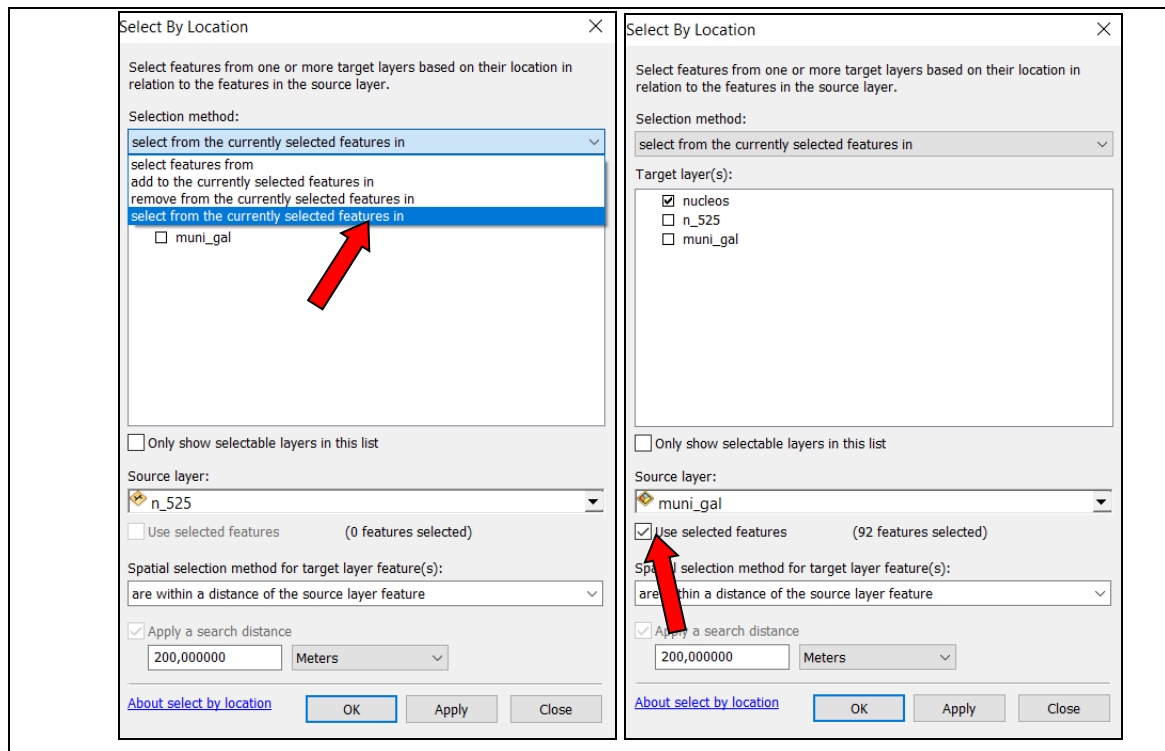 Select By Location
Select features from one or more target layers based on their location in
relation to the features in the source layer.
Selection method:
select from the currently selected features in
select features from
add to the currently selected features in
remove from the currently selected features in
select from the currently selected features in
muni_gal
Only show selectable layers in this list
Source layer:
n_525
Use selected features (0 features selected)
Spatial selection method for target layer feature(s):
are within a distance of the source layer feature
Apply a search distance
200,000000 Meters
About select by location OK Apply Close
Select By Location
Select features from one or more target layers based on their location in
relation to the features in the source layer.
Selection method:
select from the currently selected features in
Target layer(s):
nucleos
n_525
muni_gal
Only show selectable layers in this list
Source layer:
muni_gal
Use selected features (92 features selected)
Spatial selection method for target layer feature(s):
are within a distance of the source layer feature
Apply a search distance
200,000000 Meters
About select by location OK Apply Close